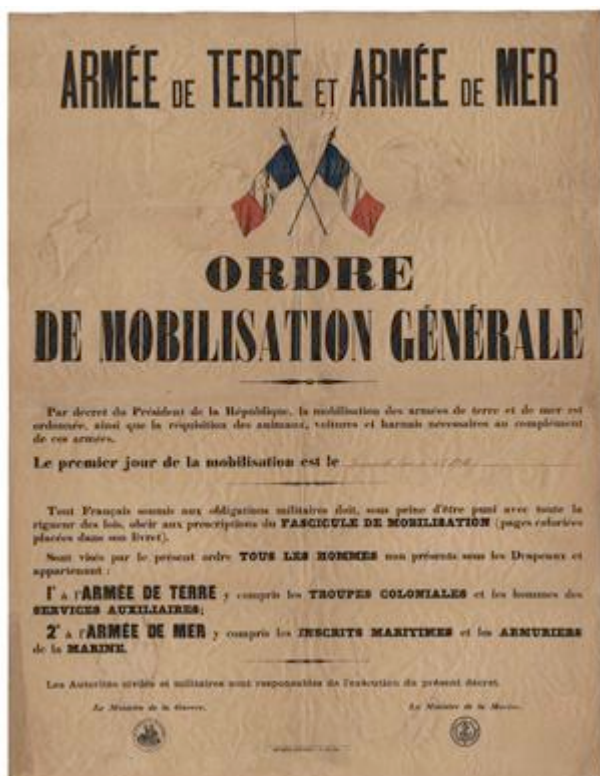 ARMÉE DE TERRE ET ARMÉE DE MER
ORDRE
DE MOBILISATION GÉNÉRALE
Par décret du Président de la République, la mobilisation des armées de terre et de mer est
ordonnée, ainsi que la réquisition des animaux, voitures et harnais nécessaires au complément
de ces armées.
Le premier jour de la mobilisation est le
Tout Français soumis aux obligations militaires doit, sous peine d'être puni avec toute la
rigueur des lois, obéir aux prescriptions du FASCICULE DE MOBILISATION (pages coloriées
placées dans son livret).
Sont visés par le présent ordre TOUS LES HOMMES non présents sous les Drapeaux et
appartenant :
1° à l'ARMÉE DE TERRE y compris les TROUPES COLONIALES et les hommes des
SERVICES AUXILIAIRES;
2° à l'ARMÉE DE MER y compris les INSCRITS MARITIMES et les ARMURIERS
de la MARINE.
Les Autorités civiles et militaires sont responsables de l'exécution du présent décret.
Le Ministre de la Guerre, Le Ministre de la Marine,